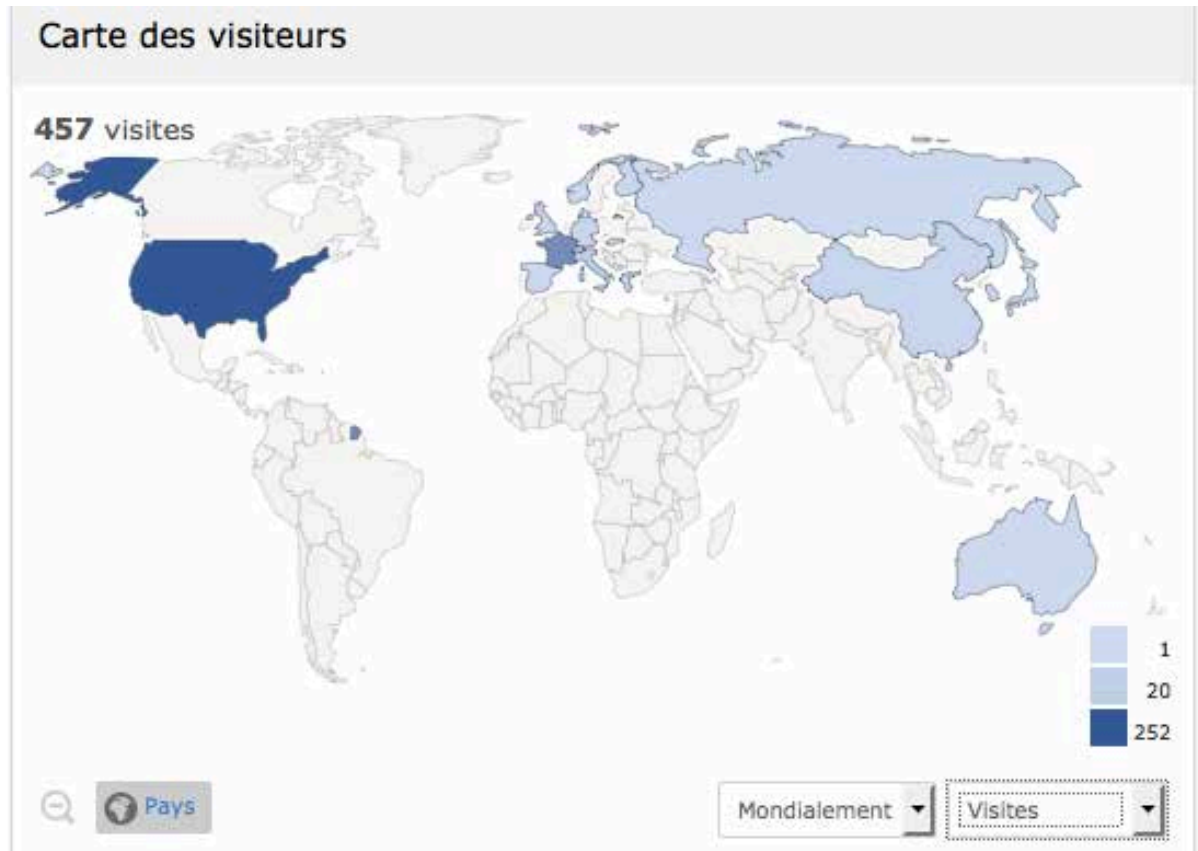 Carte des visiteurs
457 visites
1
20
252
Pays
Mondialement
Visites